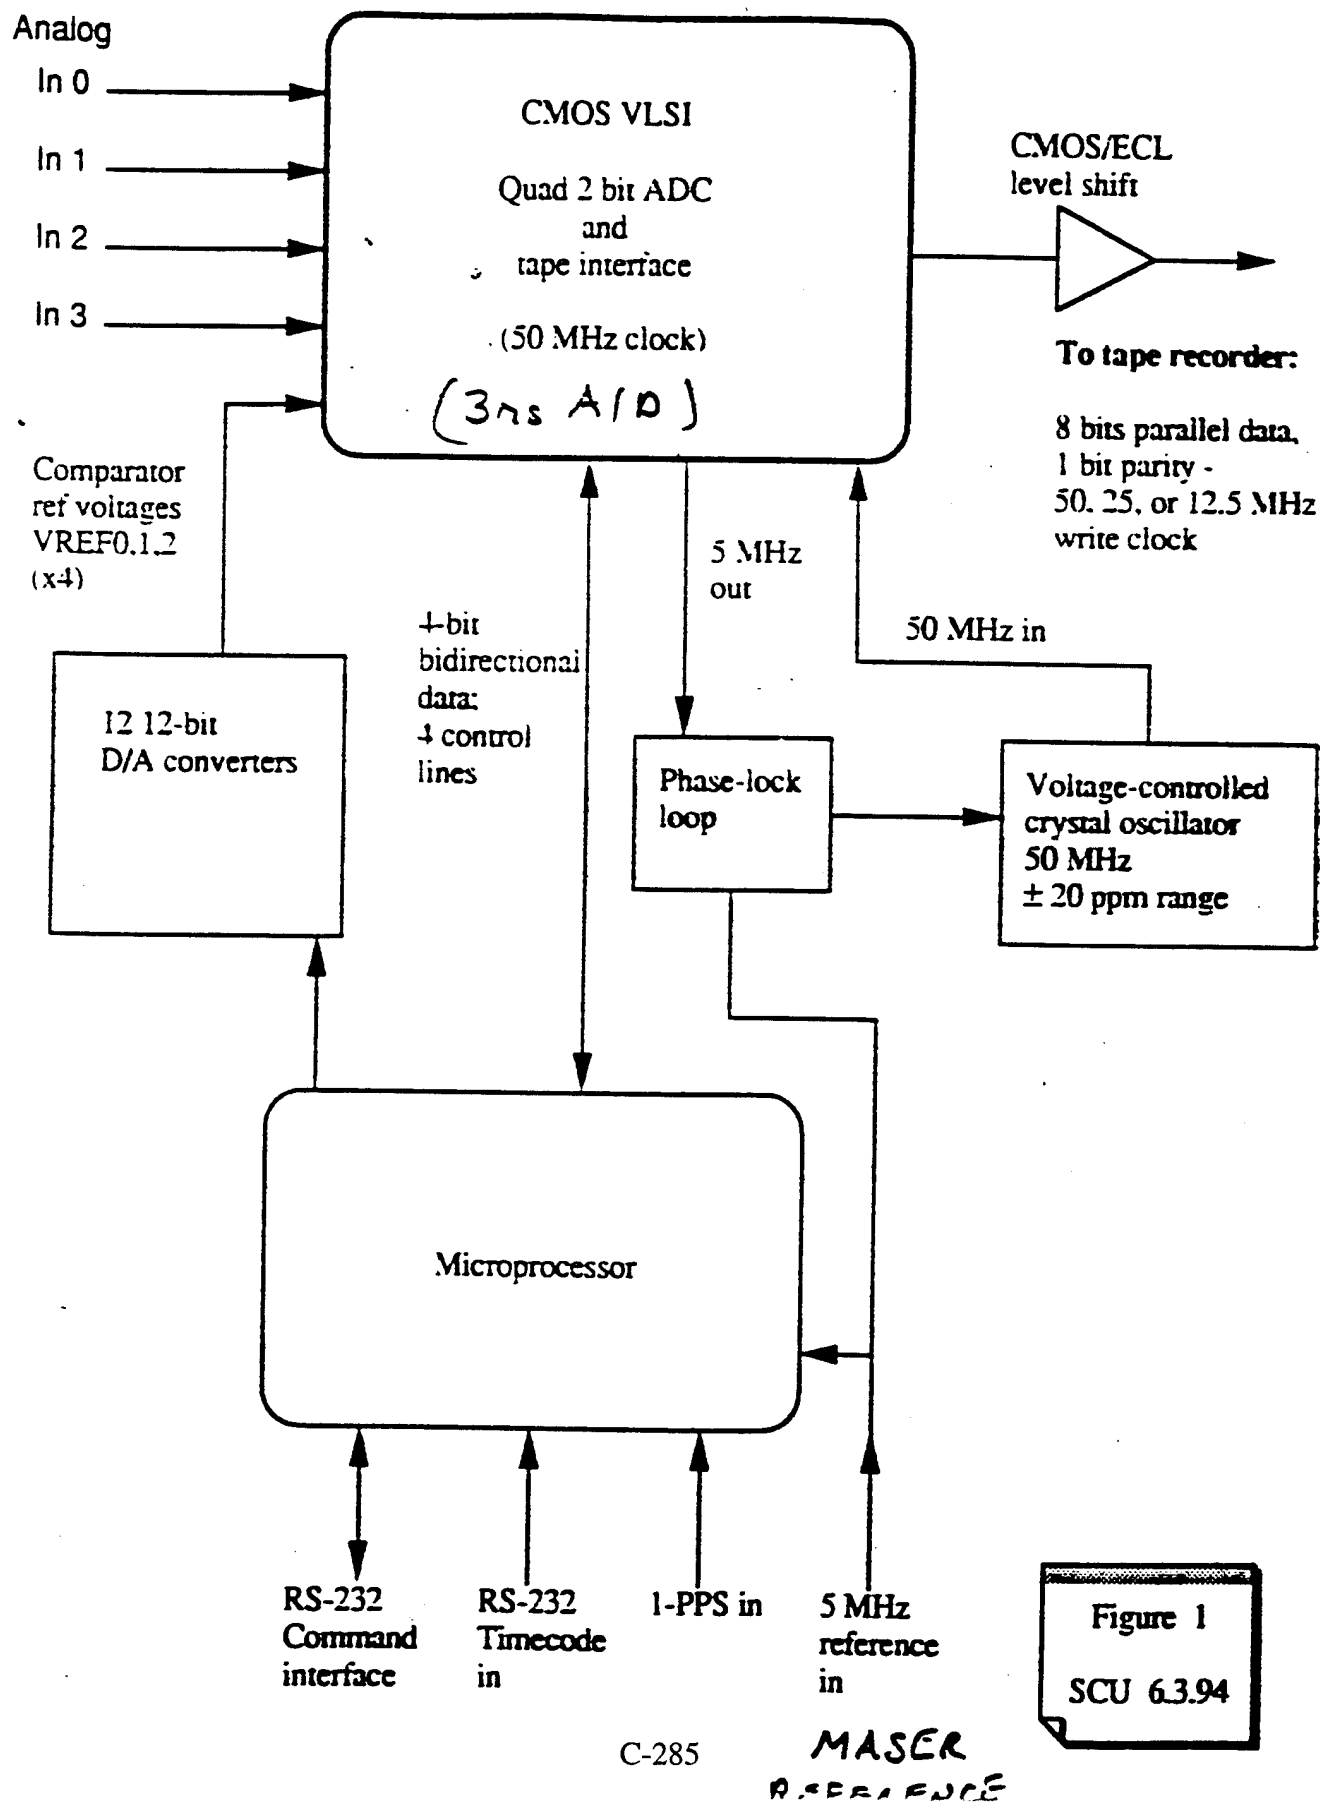 Analog
In 0
In 1
In 2
In 3
CMOS VLSI
Quad 2 bit ADC
and
tape interface
(50 MHz clock)
(3ns A/D)
CMOS/ECL
level shift
To tape recorder:
8 bits parallel data,
1 bit parity -
50, 25, or 12.5 MHz
write clock
Comparator
ref voltages
VREF0,1,2
(x4)
4-bit
bidirectional
data;
4 control
lines
5 MHz
out
50 MHz in
12 12-bit
D/A converters
Phase-lock
loop
Voltage-controlled
crystal oscillator
50 MHz
± 20 ppm range
Microprocessor
RS-232
Command
interface
RS-232
Timecode
in
1-PPS in
5 MHz
reference
in
Figure 1
SCU 6.3.94
C-285
MASER
REFERENCE